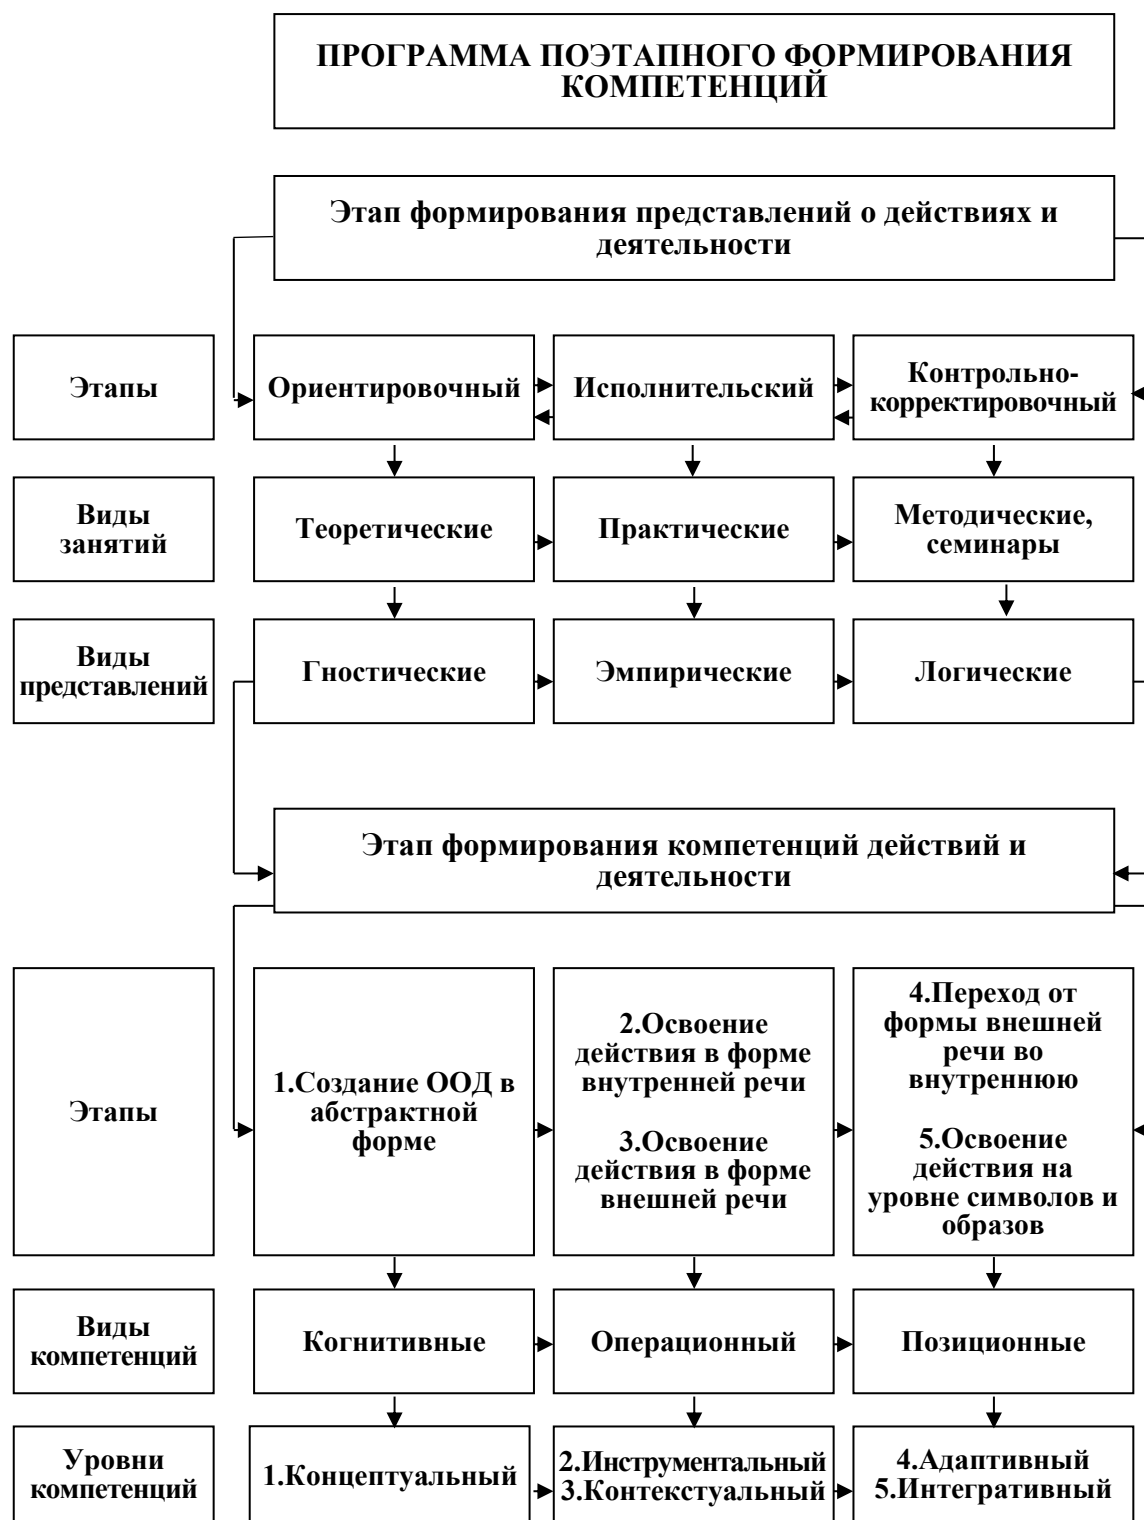 ПРОГРАММА ПОЭТАПНОГО ФОРМИРОВАНИЯ
КОМПЕТЕНЦИЙ
Этап формирования представлений о действиях и
деятельности
Этапы
Ориентировочный
Исполнительский
Контрольно-
корректировочный
Виды
занятий
Теоретические
Практические
Методические,
семинары
Виды
представлений
Гностические
Эмпирические
Логические
Этап формирования компетенций действий и
деятельности
Этапы
1.Создание ООД в
абстрактной
форме
2.Освоение
действия в форме
внутренней речи
3.Освоение
действия в форме
внешней речи
4.Переход от
формы внешней
речи во
внутреннюю
5.Освоение
действия на
уровне символов и
образов
Виды
компетенций
Когнитивные
Операционный
Позиционные
Уровни
компетенций
1.Концептуальный
2.Инструментальный
3.Контекстуальный
4.Адаптивный
5.Интегративный